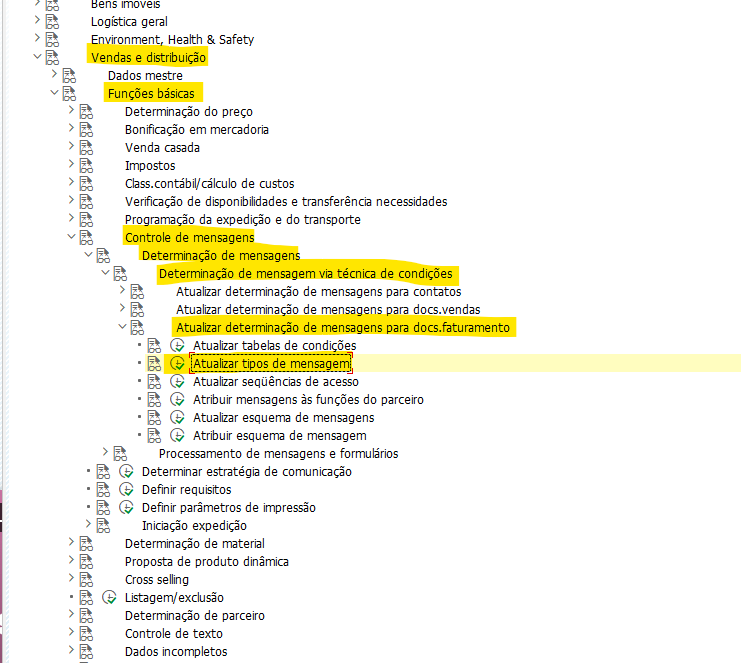 Bens imóveis
Logística geral
Environment, Health & Safety
Vendas e distribuição
Dados mestre
Funções básicas
Determinação do preço
Bonificação em mercadoria
Venda casada
Impostos
Class.contábil/cálculo de custos
Verificação de disponibilidades e transferência necessidades
Programação da expedição e do transporte
Controle de mensagens
Determinação de mensagens
Determinação de mensagem via técnica de condições
Atualizar determinação de mensagens para contatos
Atualizar determinação de mensagens para docs.vendas
Atualizar determinação de mensagens para docs.faturamento
Atualizar tabelas de condições
Atualizar tipos de mensagem
Atualizar seqüências de acesso
Atribuir mensagens às funções do parceiro
Atualizar esquema de mensagens
Atribuir esquema de mensagem
Processamento de mensagens e formulários
Determinar estratégia de comunicação
Definir requisitos
Definir parâmetros de impressão
Iniciação expedição
Determinação de material
Proposta de produto dinâmica
Cross selling
Listagem/exclusão
Determinação de parceiro
Controle de texto
Dados incompletos